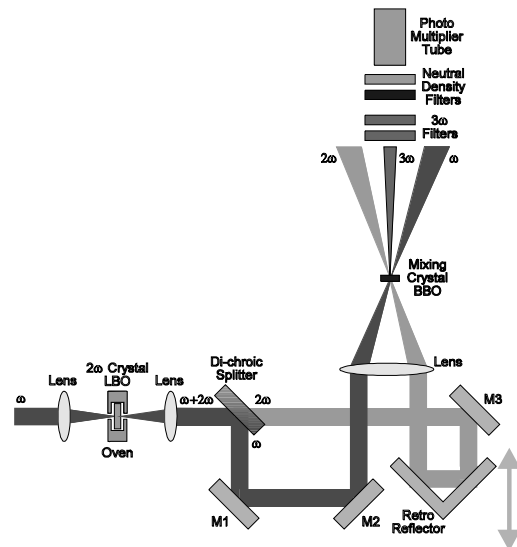 Photo
Multiplier
Tube
Neutral
Density
Filters
3ω
Filters
2ω
3ω
ω
Mixing
Crystal
BBO
Lens
Di-chroic
Splitter
2ω Crystal
LBO
Lens
Lens
ω
ω+2ω
2ω
ω
Oven
M3
M1
M2
Retro
Reflector